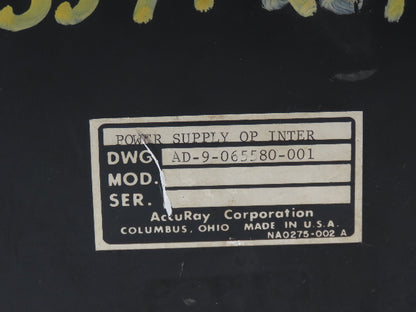 POWER SUPPLY OP INTER
DWG. AD-9-065580-001
MOD.
SER.
AccuRay Corporation
COLUMBUS, OHIO MADE IN U.S.A.
NA0275-002 A